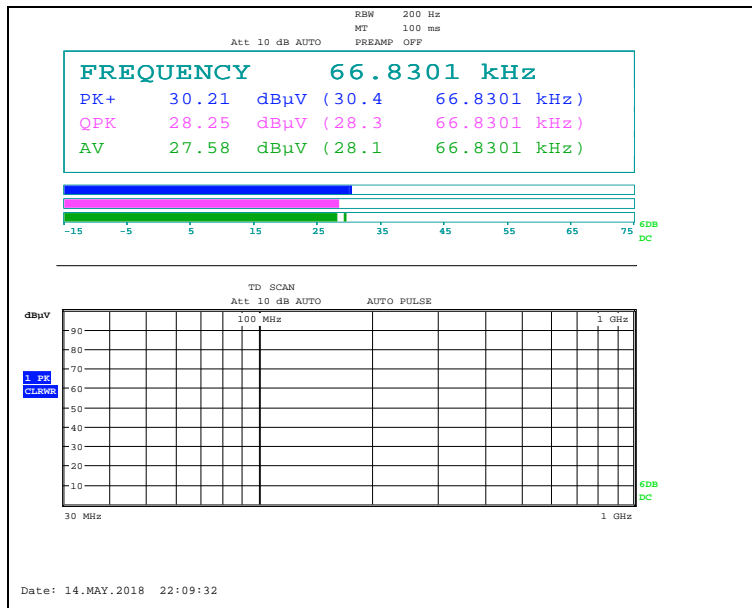 RBW 200 Hz
MT 100 ms
Att 10 dB AUTO PREAMP OFF
FREQUENCY 66.8301 kHz
PK+ 30.21 dBµV (30.4 66.8301 kHz)
QPK 28.25 dBµV (28.3 66.8301 kHz)
AV 27.58 dBµV (28.1 66.8301 kHz)
-15 -5 5 15 25 35 45 55 65 75
6DB
DC
TD SCAN
Att 10 dB AUTO AUTO PULSE
dBµV
100 MHz 1 GHz
90
80
70
1 PK
60
CLRWR
50
40
30
20
10
6DB
DC
30 MHz 1 GHz
Date: 14.MAY.2018 22:09:32